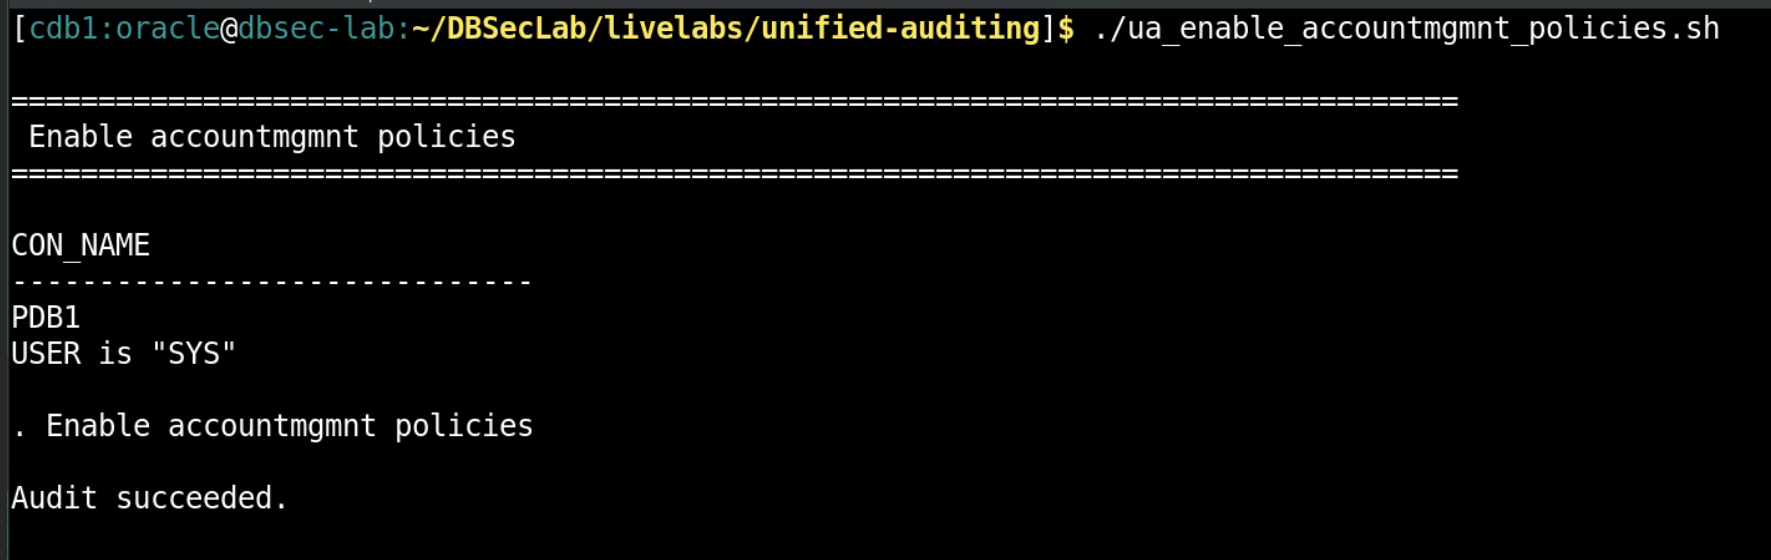 [cdb1:oracle@dbsec-lab:~/DBSecLab/livelabs/unified-auditing]$ ./ua_enable_accountmgmnt_policies.sh
===================================================================================
Enable accountmgmnt policies
===================================================================================
CON_NAME
------------------------------
PDB1
USER is "SYS"
. Enable accountmgmnt policies
Audit succeeded.